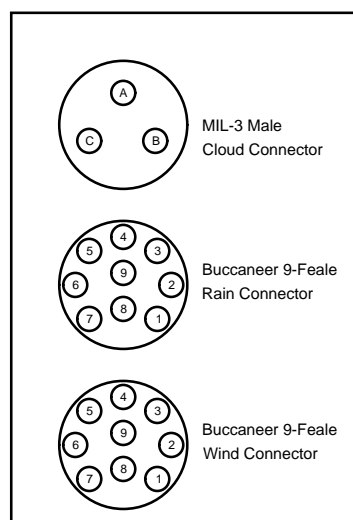 A
C B
MIL-3 Male
Cloud Connector
4
5 3
9
6 2
8
7 1
Buccaneer 9-Feale
Rain Connector
4
5 3
9
6 2
8
7 1
Buccaneer 9-Feale
Wind Connector